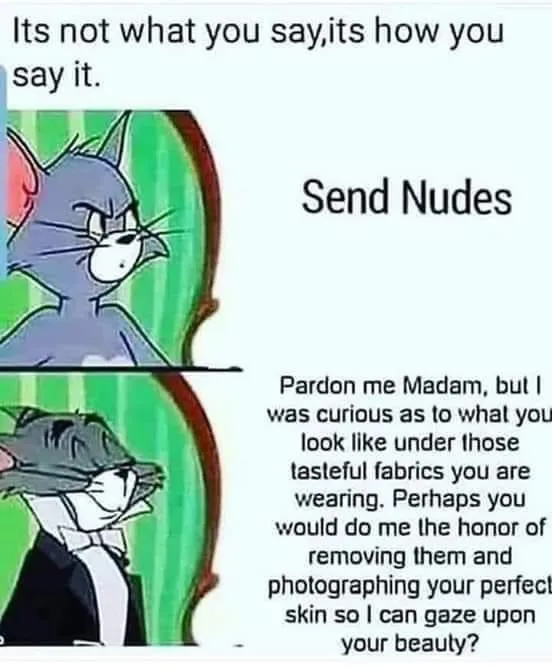 Its not what you say,its how you
say it.
Send Nudes
Pardon me Madam, but I
was curious as to what you
look like under those
tasteful fabrics you are
wearing. Perhaps you
would do me the honor of
removing them and
photographing your perfect
skin so I can gaze upon
your beauty?